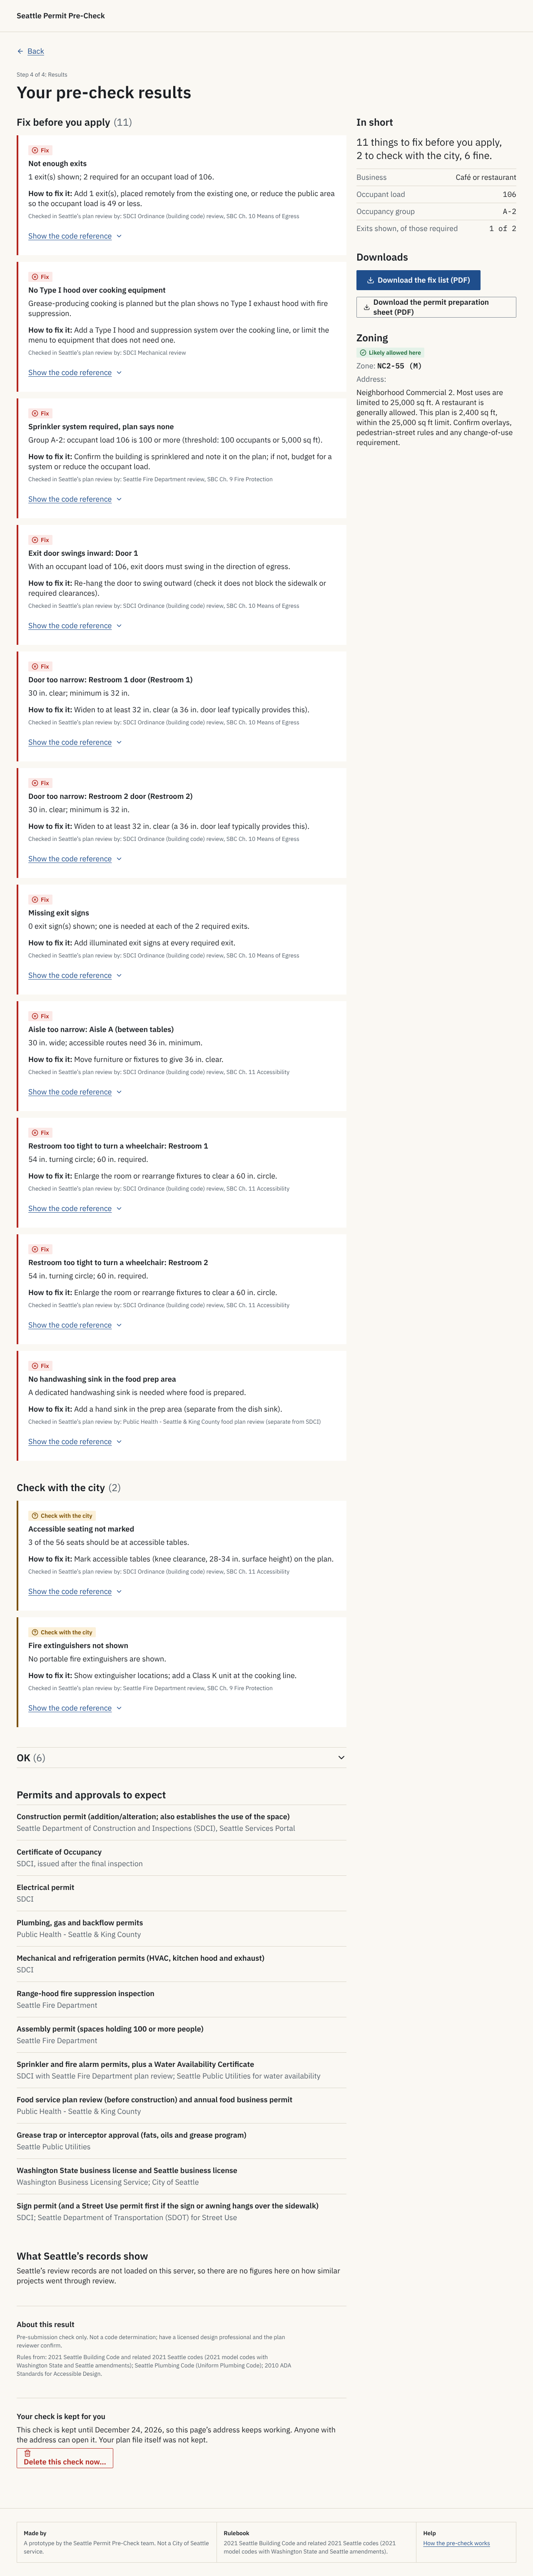 Seattle Permit Pre-Check
Back
Step 4 of 4: Results
Your pre-check results
Fix before you apply (11)
Fix
Not enough exits
1 exit(s) shown; 2 required for an occupant load of 106.
How to fix it: Add 1 exit(s), placed remotely from the existing one, or reduce the public area
so the occupant load is 49 or less.
Checked in Seattle's plan review by: SDCI Ordinance (building code) review, SBC Ch. 10 Means of Egress
Show the code reference
Fix
No Type I hood over cooking equipment
Grease-producing cooking is planned but the plan shows no Type I exhaust hood with fire
suppression.
How to fix it: Add a Type I hood and suppression system over the cooking line, or limit the
menu to equipment that does not need one.
Checked in Seattle's plan review by: SDCI Mechanical review
Show the code reference
Fix
Sprinkler system required, plan says none
Group A-2: occupant load 106 is 100 or more (threshold: 100 occupants or 5,000 sq ft).
How to fix it: Confirm the building is sprinklered and note it on the plan; if not, budget for a
system or reduce the occupant load.
Checked in Seattle's plan review by: Seattle Fire Department review, SBC Ch. 9 Fire Protection
Show the code reference
Fix
Exit door swings inward: Door 1
With an occupant load of 106, exit doors must swing in the direction of egress.
How to fix it: Re-hang the door to swing outward (check it does not block the sidewalk or
required clearances).
Checked in Seattle's plan review by: SDCI Ordinance (building code) review, SBC Ch. 10 Means of Egress
Show the code reference
Fix
Door too narrow: Restroom 1 door (Restroom 1)
30 in. clear; minimum is 32 in.
How to fix it: Widen to at least 32 in. clear (a 36 in. door leaf typically provides this).
Checked in Seattle's plan review by: SDCI Ordinance (building code) review, SBC Ch. 10 Means of Egress
Show the code reference
Fix
Door too narrow: Restroom 2 door (Restroom 2)
30 in. clear; minimum is 32 in.
How to fix it: Widen to at least 32 in. clear (a 36 in. door leaf typically provides this).
Checked in Seattle's plan review by: SDCI Ordinance (building code) review, SBC Ch. 10 Means of Egress
Show the code reference
Fix
Missing exit signs
0 exit sign(s) shown; one is needed at each of the 2 required exits.
How to fix it: Add illuminated exit signs at every required exit.
Checked in Seattle's plan review by: SDCI Ordinance (building code) review, SBC Ch. 10 Means of Egress
Show the code reference
Fix
Aisle too narrow: Aisle A (between tables)
30 in. wide; accessible routes need 36 in. minimum.
How to fix it: Move furniture or fixtures to give 36 in. clear.
Checked in Seattle's plan review by: SDCI Ordinance (building code) review, SBC Ch. 11 Accessibility
Show the code reference
Fix
Restroom too tight to turn a wheelchair: Restroom 1
54 in. turning circle; 60 in. required.
How to fix it: Enlarge the room or rearrange fixtures to clear a 60 in. circle.
Checked in Seattle's plan review by: SDCI Ordinance (building code) review, SBC Ch. 11 Accessibility
Show the code reference
Fix
Restroom too tight to turn a wheelchair: Restroom 2
54 in. turning circle; 60 in. required.
How to fix it: Enlarge the room or rearrange fixtures to clear a 60 in. circle.
Checked in Seattle's plan review by: SDCI Ordinance (building code) review, SBC Ch. 11 Accessibility
Show the code reference
Fix
No handwashing sink in the food prep area
A dedicated handwashing sink is needed where food is prepared.
How to fix it: Add a hand sink in the prep area (separate from the dish sink).
Checked in Seattle's plan review by: Public Health - Seattle & King County food plan review (separate from SDCI)
Show the code reference
Check with the city (2)
Check with the city
Accessible seating not marked
3 of the 56 seats should be at accessible tables.
How to fix it: Mark accessible tables (knee clearance, 28-34 in. surface height) on the plan.
Checked in Seattle's plan review by: SDCI Ordinance (building code) review, SBC Ch. 11 Accessibility
Show the code reference
Check with the city
Fire extinguishers not shown
No portable fire extinguishers are shown.
How to fix it: Show extinguisher locations; add a Class K unit at the cooking line.
Checked in Seattle's plan review by: Seattle Fire Department review, SBC Ch. 9 Fire Protection
Show the code reference
OK (6)
Permits and approvals to expect
Construction permit (addition/alteration; also establishes the use of the space)
Seattle Department of Construction and Inspections (SDCI), Seattle Services Portal
Certificate of Occupancy
SDCI, issued after the final inspection
Electrical permit
SDCI
Plumbing, gas and backflow permits
Public Health - Seattle & King County
Mechanical and refrigeration permits (HVAC, kitchen hood and exhaust)
SDCI
Range-hood fire suppression inspection
Seattle Fire Department
Assembly permit (spaces holding 100 or more people)
Seattle Fire Department
Sprinkler and fire alarm permits, plus a Water Availability Certificate
SDCI with Seattle Fire Department plan review; Seattle Public Utilities for water availability
Food service plan review (before construction) and annual food business permit
Public Health - Seattle & King County
Grease trap or interceptor approval (fats, oils and grease program)
Seattle Public Utilities
Washington State business license and Seattle business license
Washington Business Licensing Service; City of Seattle
Sign permit (and a Street Use permit first if the sign or awning hangs over the sidewalk)
SDCI; Seattle Department of Transportation (SDOT) for Street Use
What Seattle's records show
Seattle's review records are not loaded on this server, so there are no figures here on how similar
projects went through review.
About this result
Pre-submission check only. Not a code determination; have a licensed design professional and the plan
reviewer confirm.
Rules from: 2021 Seattle Building Code and related 2021 Seattle codes (2021 model codes with
Washington State and Seattle amendments); Seattle Plumbing Code (Uniform Plumbing Code); 2010 ADA
Standards for Accessible Design.
Your check is kept for you
This check is kept until December 24, 2026, so this page's address keeps working. Anyone with
the address can open it. Your plan file itself was not kept.
Delete this check now...
In short
11 things to fix before you apply,
2 to check with the city, 6 fine.
Business Café or restaurant
Occupant load 106
Occupancy group A-2
Exits shown, of those required 1 of 2
Downloads
Download the fix list (PDF)
Download the permit preparation
sheet (PDF)
Zoning
Likely allowed here
Zone: NC2-55 (M)
Address:
Neighborhood Commercial 2. Most uses are
limited to 25,000 sq ft. A restaurant is
generally allowed. This plan is 2,400 sq ft,
within the 25,000 sq ft limit. Confirm overlays,
pedestrian-street rules and any change-of-use
requirement.
Made by
A prototype by the Seattle Permit Pre-Check team. Not a City of Seattle
service.
Rulebook
2021 Seattle Building Code and related 2021 Seattle codes (2021
model codes with Washington State and Seattle amendments).
Help
How the pre-check works